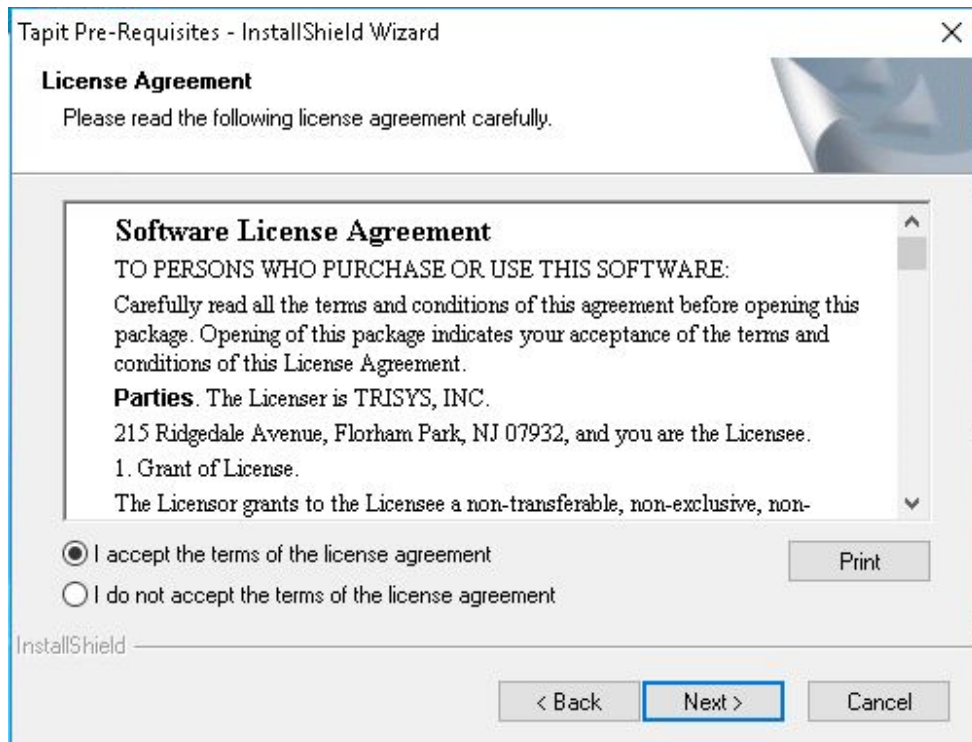 Tapit Pre-Requisites - InstallShield Wizard
License Agreement
Please read the following license agreement carefully.
Software License Agreement
TO PERSONS WHO PURCHASE OR USE THIS SOFTWARE:
Carefully read all the terms and conditions of this agreement before opening this
package. Opening of this package indicates your acceptance of the terms and
conditions of this License Agreement.
Parties. The Licenser is TRISYS, INC.
215 Ridgedale Avenue, Florham Park, NJ 07932, and you are the Licensee.
1. Grant of License.
The Licensor grants to the Licensee a non-transferable, non-exclusive, non-
I accept the terms of the license agreement
Print
I do not accept the terms of the license agreement
InstallShield
< Back
Next >
Cancel